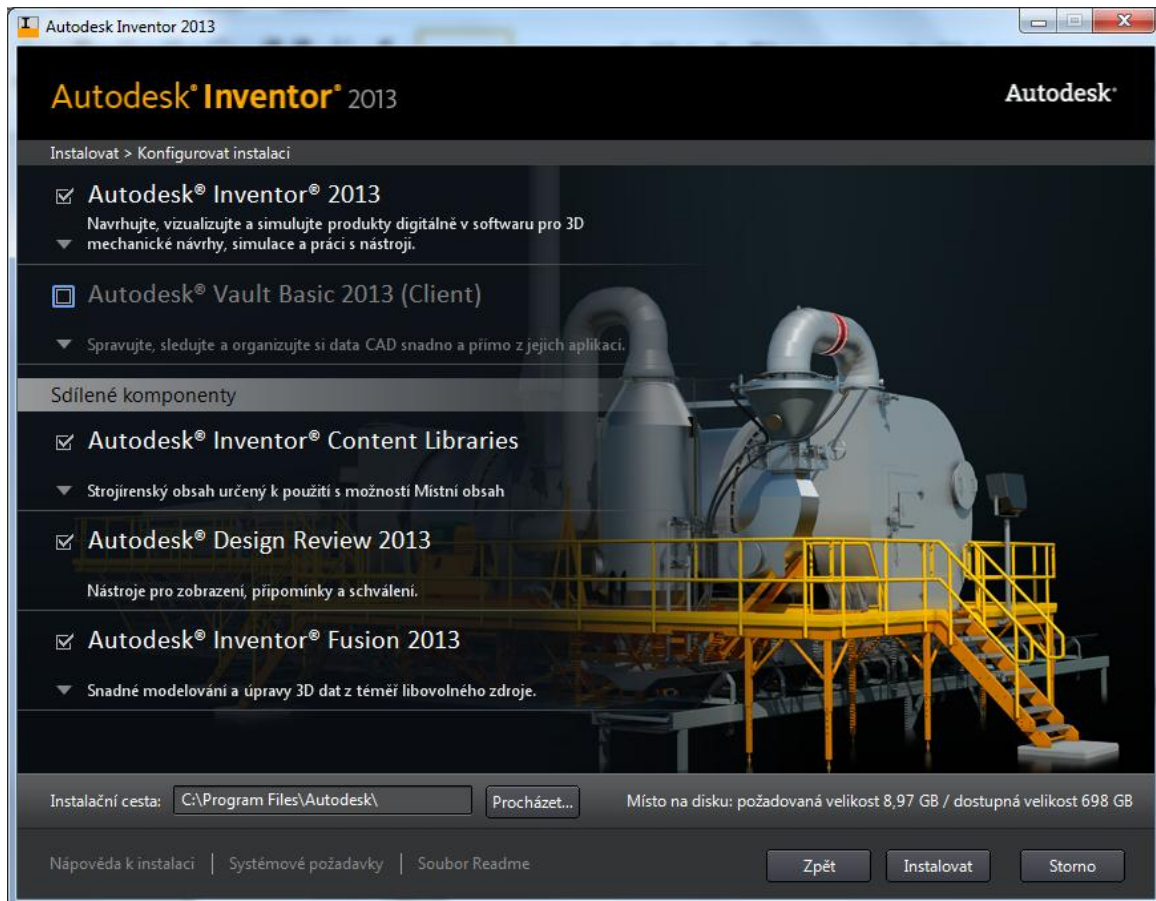 Autodesk Inventor 2013
Autodesk® Inventor® 2013
Autodesk®
Instalovat > Konfigurovat instalaci
Autodesk® Inventor® 2013
Navrhujte, vizualizujte a simulujte produkty digitálně v softwaru pro 3D
mechanické návrhy, simulace a práci s nástroji.
Autodesk® Vault Basic 2013 (Client)
Spravujte, sledujte a organizujte si data CAD snadno a přímo z jejich aplikací.
Sdílené komponenty
Autodesk® Inventor® Content Libraries
Strojírenský obsah určený k použití s možností Místní obsah
Autodesk® Design Review 2013
Nástroje pro zobrazení, připomínky a schválení.
Autodesk® Inventor® Fusion 2013
Snadné modelování a úpravy 3D dat z téměř libovolného zdroje.
Instalační cesta: C:\Program Files\Autodesk\ Procházet... Místo na disku: požadovaná velikost 8,97 GB / dostupná velikost 698 GB
Nápověda k instalaci | Systémové požadavky | Soubor Readme Zpět Instalovat Storno